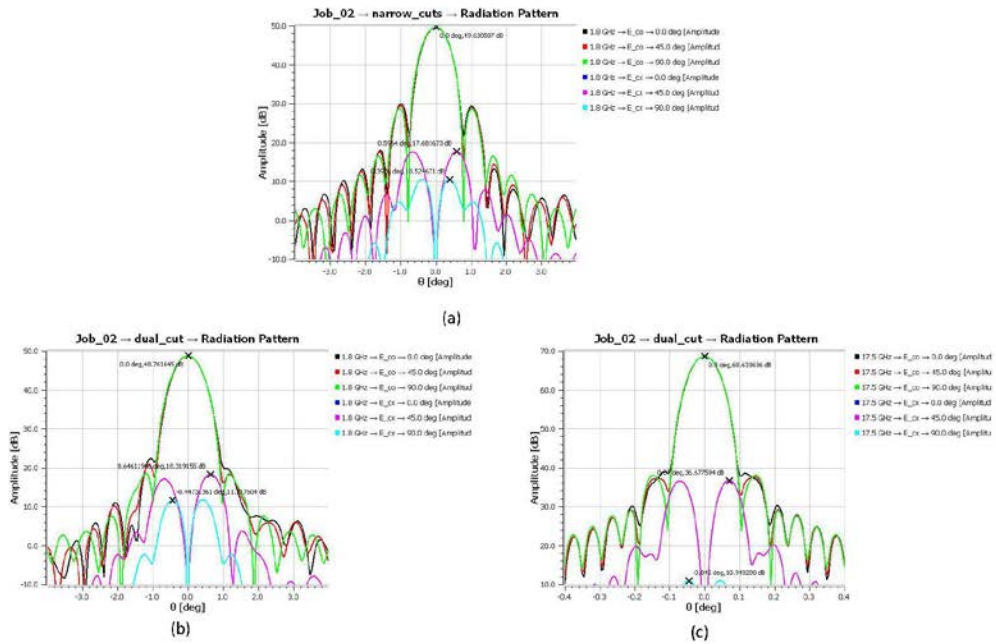 Job_02 → narrow_cuts → Radiation Pattern
50.0
40.0
30.0
20.0
10.0
0.0
-10.0
Amplitude [dB]
-3.0 -2.0 -1.0 0.0 1.0 2.0 3.0
θ [deg]
17.681673 dB
1.8 GHz → E_co → 0.0 deg [Amplitude
1.8 GHz → E_co → 45.0 deg [Amplitud
1.8 GHz → E_co → 90.0 deg [Amplitud
1.8 GHz → E_cx → 0.0 deg [Amplitude
1.8 GHz → E_cx → 45.0 deg [Amplitud
1.8 GHz → E_cx → 90.0 deg [Amplitud
(a)
Job_02 → dual_cut → Radiation Pattern
50.0
40.0
30.0
20.0
10.0
0.0
-10.0
Amplitude [dB]
-3.0 -2.0 -1.0 0.0 1.0 2.0 3.0
θ [deg]
1.8 GHz → E_co → 0.0 deg [Amplitude
1.8 GHz → E_co → 45.0 deg [Amplitud
1.8 GHz → E_co → 90.0 deg [Amplitud
1.8 GHz → E_cx → 0.0 deg [Amplitude
1.8 GHz → E_cx → 45.0 deg [Amplitud
1.8 GHz → E_cx → 90.0 deg [Amplitud
(b)
Job_02 → dual_cut → Radiation Pattern
70.0
60.0
50.0
40.0
30.0
20.0
10.0
Amplitude [dB]
-0.4 -0.3 -0.2 -0.1 0.0 0.1 0.2 0.3 0.4
θ [deg]
17.5 GHz → E_co → 0.0 deg [Amplitu
17.5 GHz → E_co → 45.0 deg [Amplitu
17.5 GHz → E_co → 90.0 deg [Amplitu
17.5 GHz → E_cx → 0.0 deg [Amplitu
17.5 GHz → E_cx → 45.0 deg [Amplitu
17.5 GHz → E_cx → 90.0 deg [Amplitu
(c)